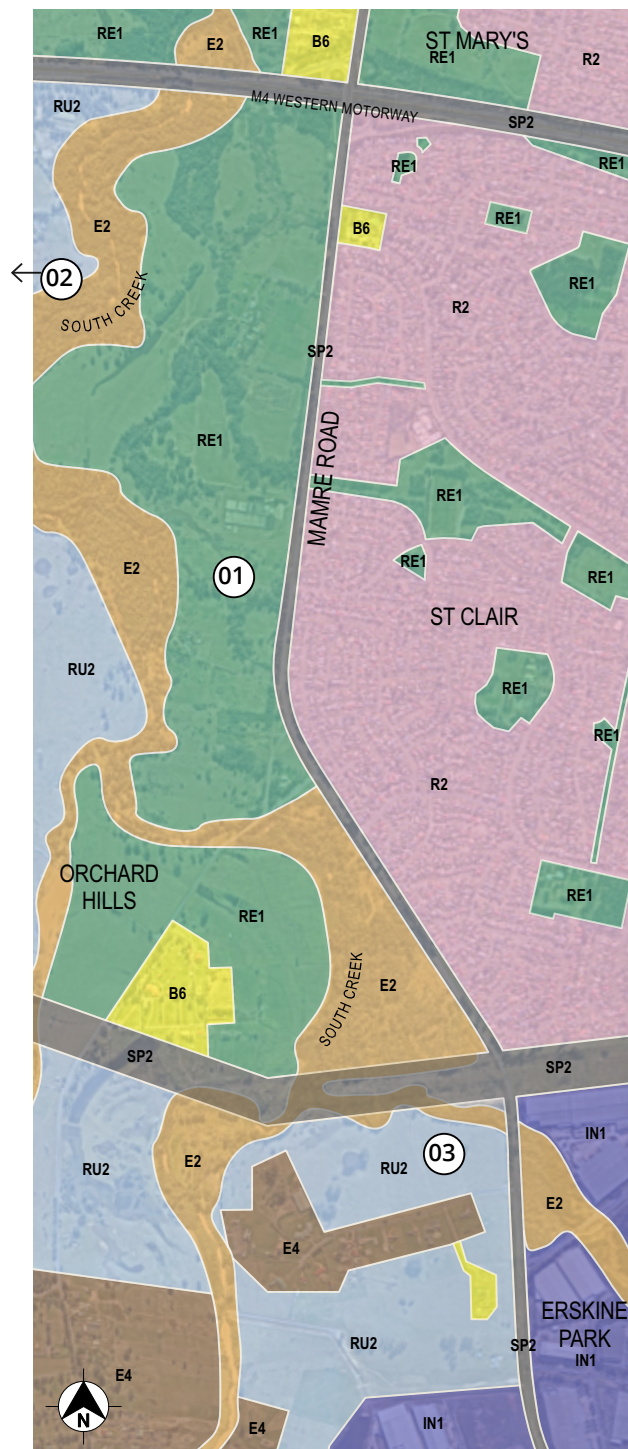 RE1
E2
RE1
B6
ST MARY'S
RE1
R2
RU2
M4 WESTERN MOTORWAY
SP2
RE1
RE1
E2
RE1
B6
RE1
02
SOUTH CREEK
R2
SP2
RE1
MAMRE ROAD
RE1
E2
01
RE1
RE1
ST CLAIR
RU2
RE1
RE1
R2
ORCHARD
HILLS
RE1
RE1
E2
B6
SOUTH CREEK
SP2
SP2
IN1
RU2
E2
RU2
03
E2
E4
ERSKINE
PARK
RU2
SP2
IN1
E4
N
E4
IN1